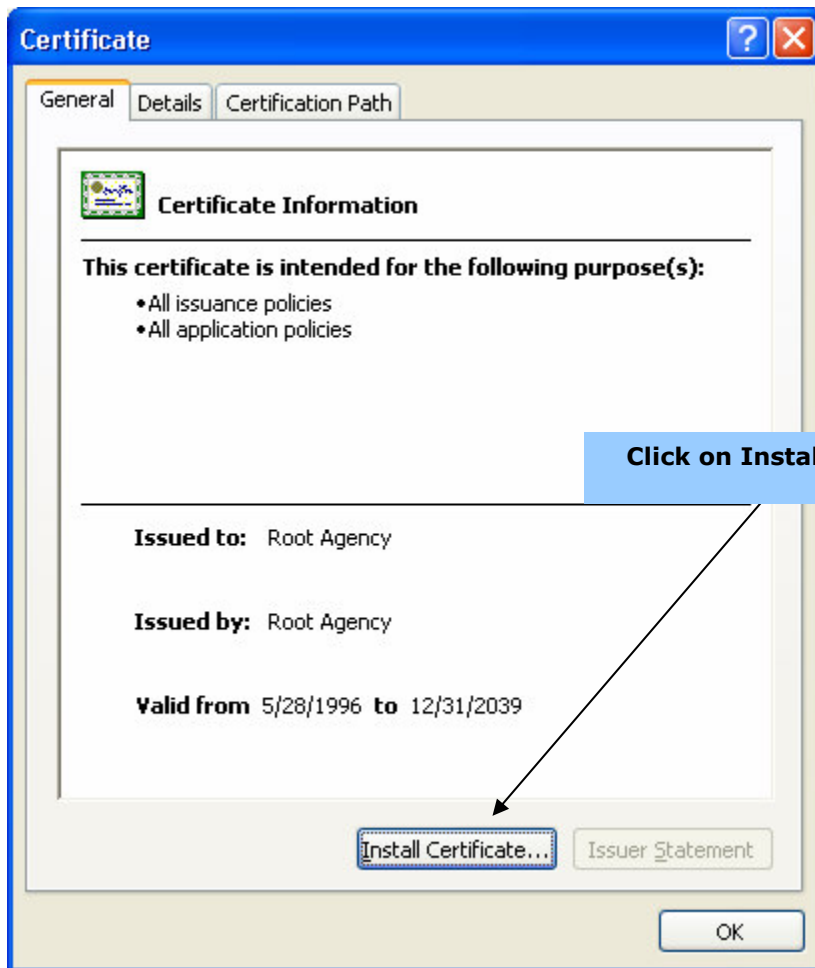 Certificate
General Details Certification Path
Certificate Information
This certificate is intended for the following purpose(s):
•All issuance policies
•All application policies
Click on Instal
Issued to: Root Agency
Issued by: Root Agency
Valid from 5/28/1996 to 12/31/2039
Install Certificate... Issuer Statement
OK